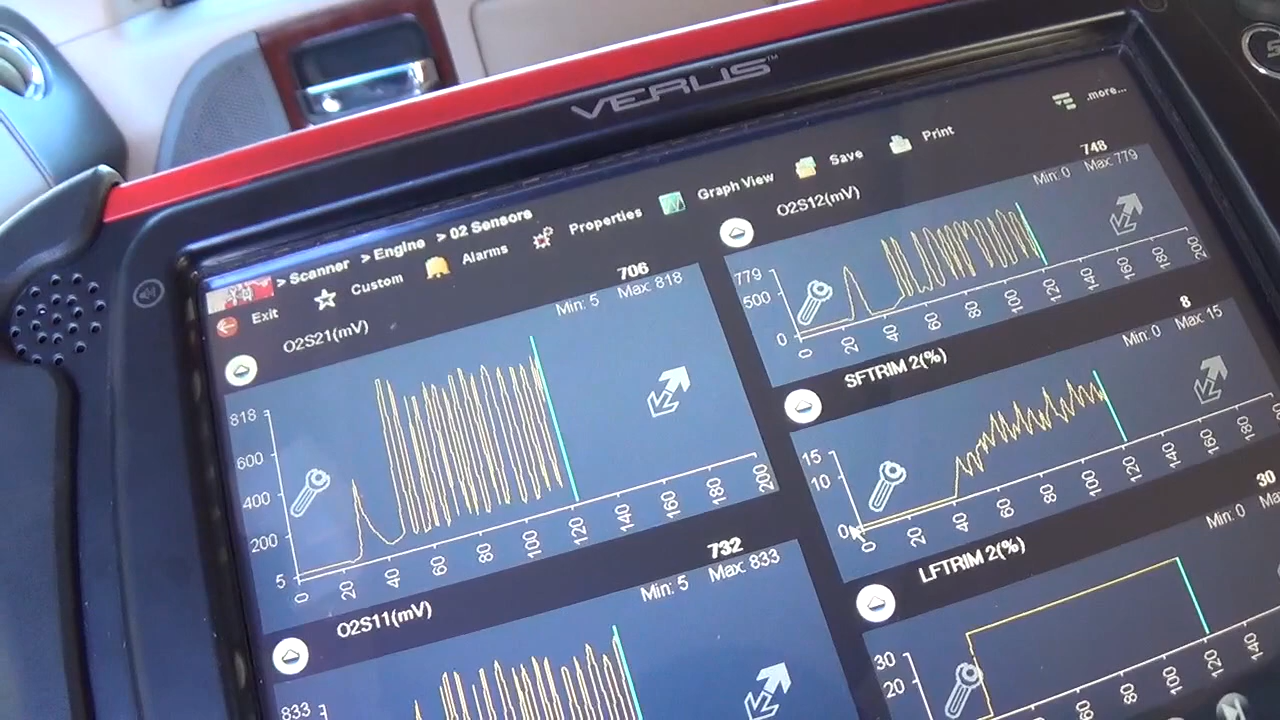 VERUS™
> Scanner > Engine > 02 Sensors
...more...
Exit
Custom
Alarms
Properties
Graph View
Save
Print
O2S21(mV)
706
Min: 5 Max: 818
818
600
400
200
5
0 20 40 60 80 100 120 140 160 180 200
O2S12(mV)
748
Min: 0 Max: 779
779
500
0
0 20 40 60 80 100 120 140 160 180 200
SFTRIM 2(%)
8
Min: 0 Max: 15
15
10
0
0 20 40 60 80 100 120 140 160 180
O2S11(mV)
732
Min: 5 Max: 833
833
LFTRIM 2(%)
30
Min: 0
30
20
60 80 100 120 140